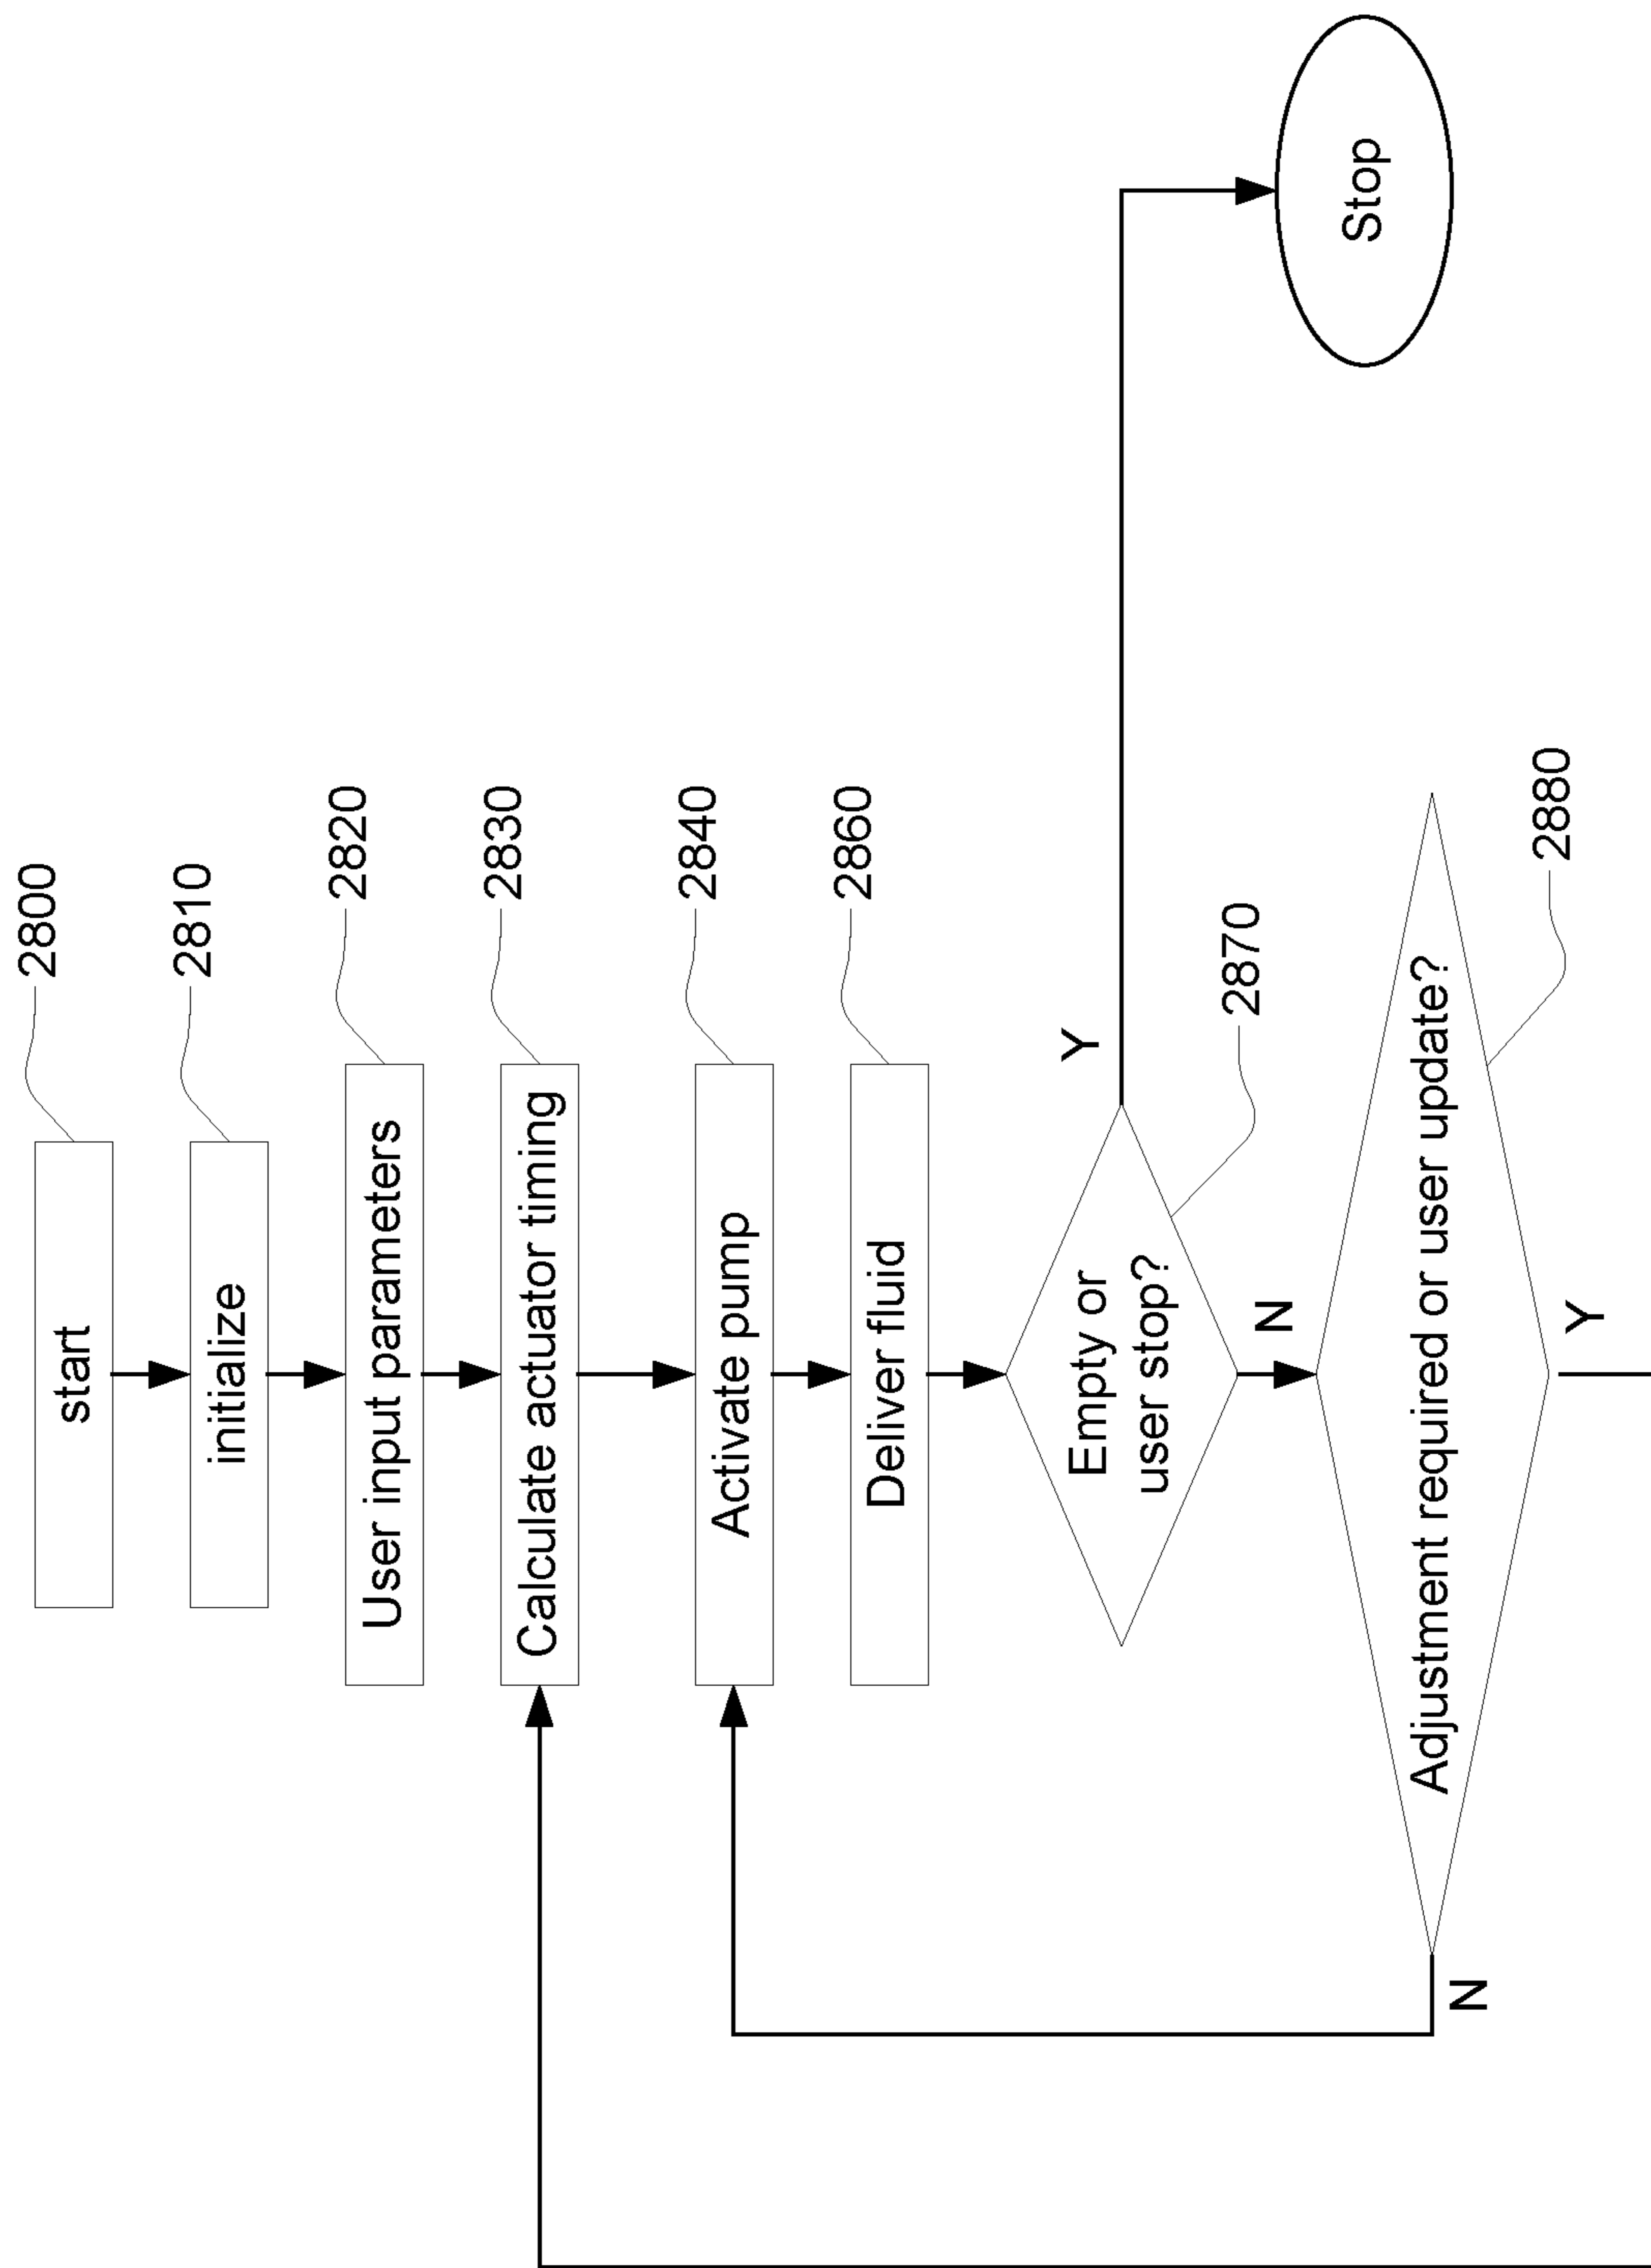 start
2800
initialize
2810
User input parameters
2820
Calculate actuator timing
2830
Activate pump
2840
Deliver fluid
2860
Empty or
user stop?
Y
2870
N
Stop
Adjustment required or user update?
2880
N
Y